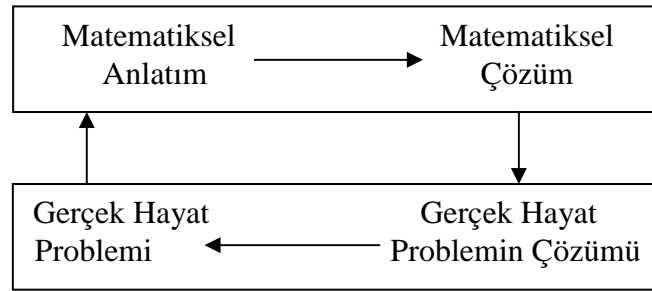 Matematiksel
Anlatım
Matematiksel
Çözüm
Gerçek Hayat
Problemi
Gerçek Hayat
Problemin Çözümü